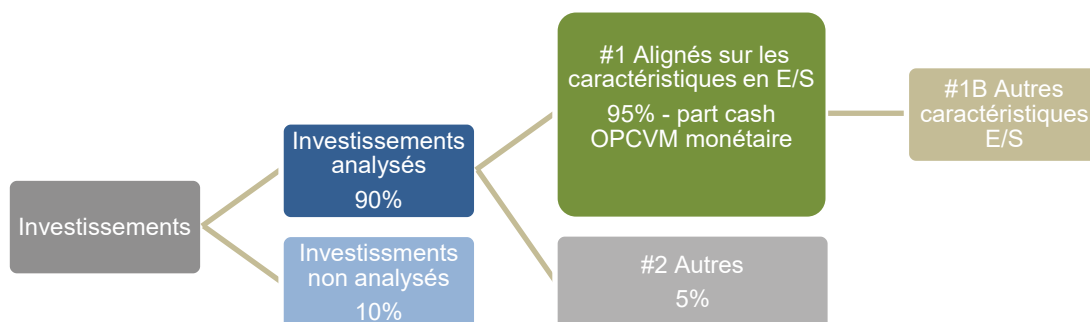 Investissements
Investissements
analysés
90%
Investissments
non analysés
10%
#1 Alignés sur les
caractéristiques en E/S
95% - part cash
OPCVM monétaire
#2 Autres
5%
#1B Autres
caractéristiques
E/S